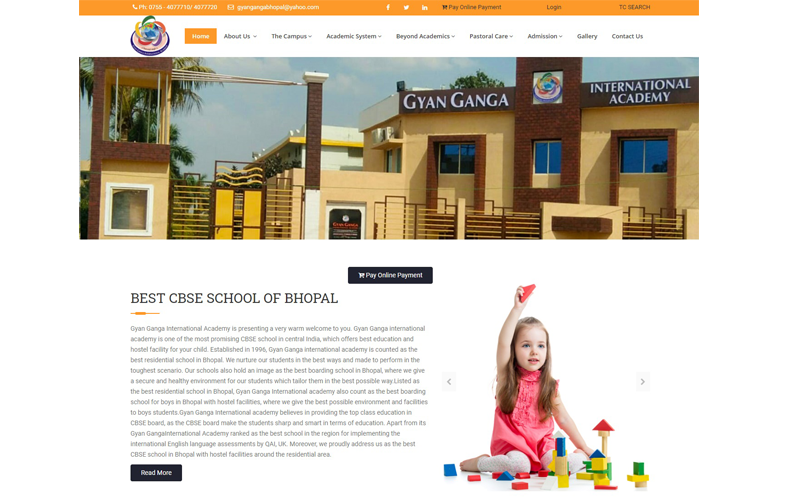 Ph: 0755 - 4077710/ 4077720 gyangangabhopal@yahoo.com Pay Online Payment Login TC SEARCH
Home About Us The Campus Academic System Beyond Academics Pastoral Care Admission Gallery Contact Us
GYAN GANGA INTERNATIONAL
ACADEMY
GYAN GANGA
Pay Online Payment
BEST CBSE SCHOOL OF BHOPAL
Gyan Ganga International Academy is presenting a very warm welcome to you. Gyan Ganga international
academy is one of the most promising CBSE school in central India, which offers best education and
hostel facility for your child. Established in 1996, Gyan Ganga international academy is counted as the
best residential school in Bhopal. We nurture our students in the best ways and made to perform in the
toughest scenario. Our schools also hold an image as the best boarding school in Bhopal, where we give
a secure and healthy environment for our students which tailor them in the best possible way.Listed as
the best residential school in Bhopal, Gyan Ganga International academy also count as the best boarding
school for boys in Bhopal with hostel facilities, where we give the best possible environment and facilities
to boys students.Gyan Ganga International academy believes in providing the top class education in
CBSE board, as the CBSE board make the students sharp and smart in terms of education. Apart from its
Gyan GangaInternational Academy ranked as the best school in the region for implementing the
international English language assessments by QAI, UK. Moreover, we proudly address us as the best
CBSE school in Bhopal with hostel facilities around the residential area.
Read More